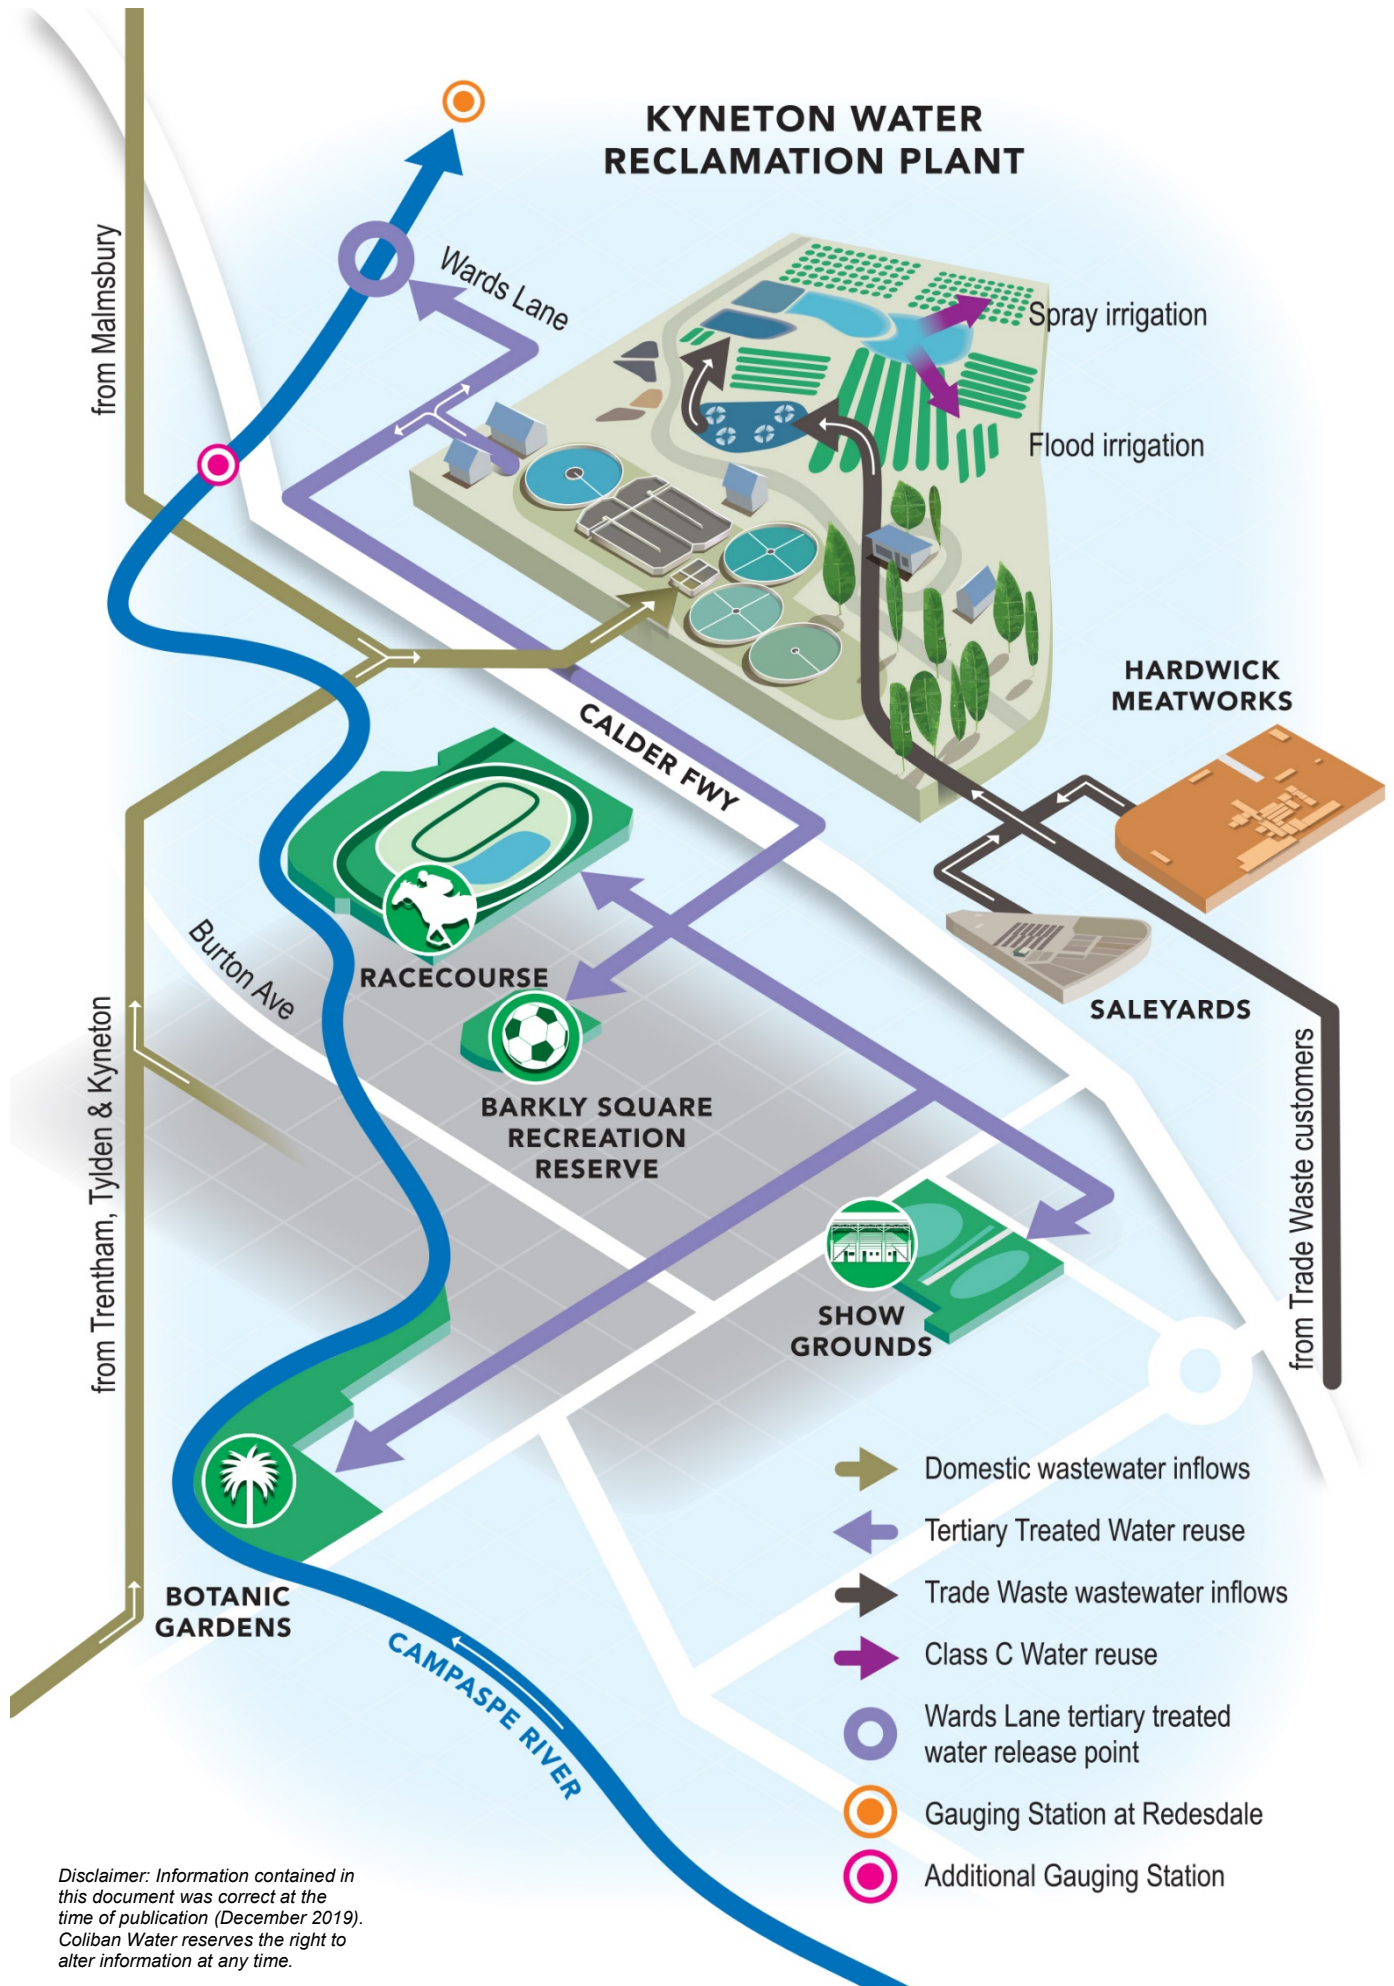 KYNETON WATER
RECLAMATION PLANT
from Malmsbury
Wards Lane
Spray irrigation
Flood irrigation
HARDWICK
MEATWORKS
CALDER FWY
SALEYARDS
RACECOURSE
Burton Ave
BARKLY SQUARE
RECREATION
RESERVE
from Trentham, Tylden & Kyneton
from Trade Waste customers
SHOW
GROUNDS
BOTANIC
GARDENS
CAMPASPE RIVER
Domestic wastewater inflows
Tertiary Treated Water reuse
Trade Waste wastewater inflows
Class C Water reuse
Wards Lane tertiary treated
water release point
Gauging Station at Redesdale
Additional Gauging Station
Disclaimer: Information contained in
this document was correct at the
time of publication (December 2019).
Coliban Water reserves the right to
alter information at any time.